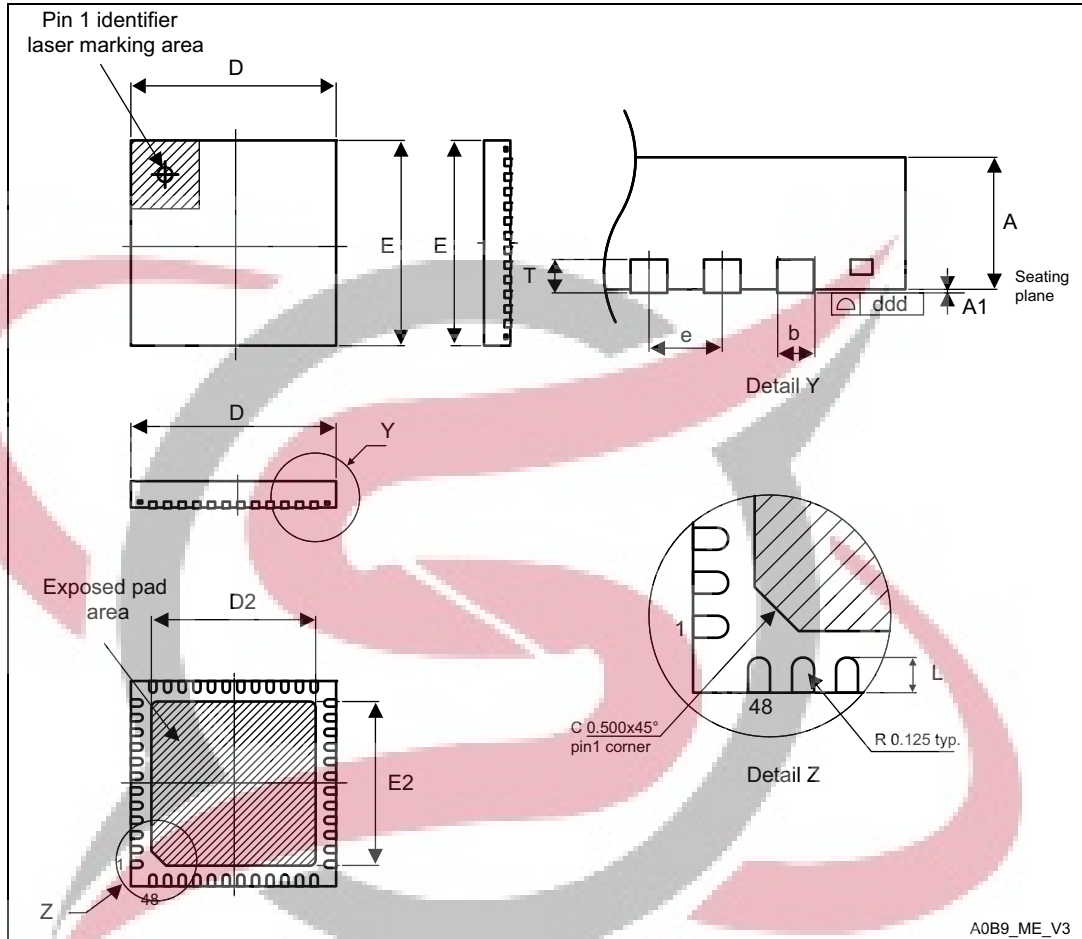 Pin 1 identifier
laser marking area
D
E
E
T
A
A1
Seating
plane
ddd
e
b
Detail Y
D
Y
Exposed pad
area
D2
E2
1
48
Z
1
48
L
C 0.500x45°
pin1 corner
R 0.125 typ.
Detail Z
A0B9_ME_V3